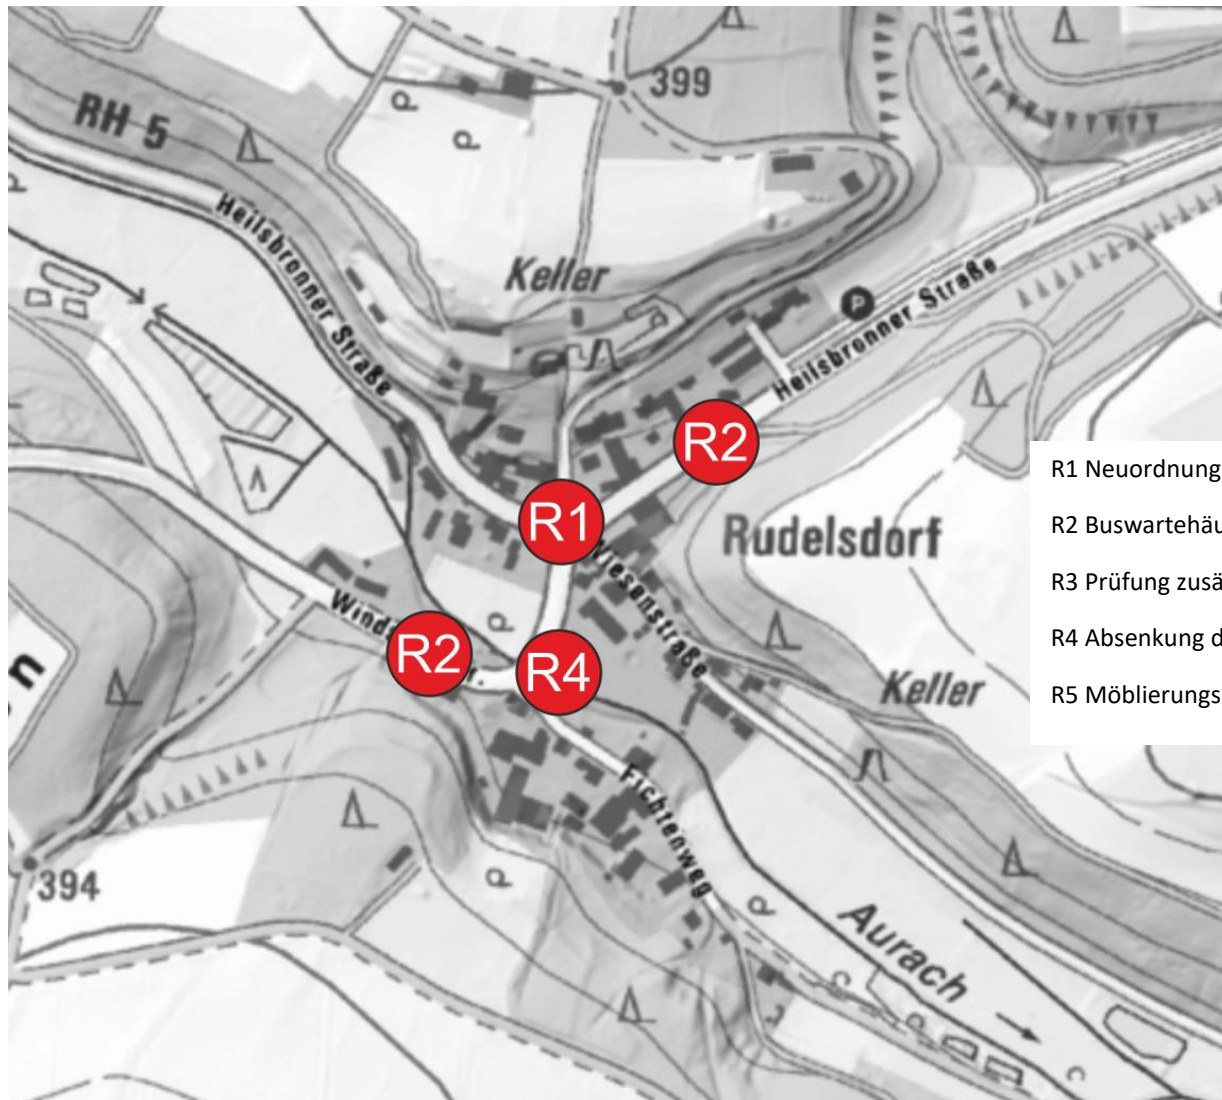 399
RH 5
Heilsbronner Straße
Keller
P
Heilsbronner Straße
R2
R1
Rudelsdorf
R1 Neuordnung
R2 Buswartehäu
R3 Prüfung zusä
R4 Absenkung d
R5 Möblierungs
Wiesenstraße
R2
R4
n
Keller
Fichtenweg
394
Aurach